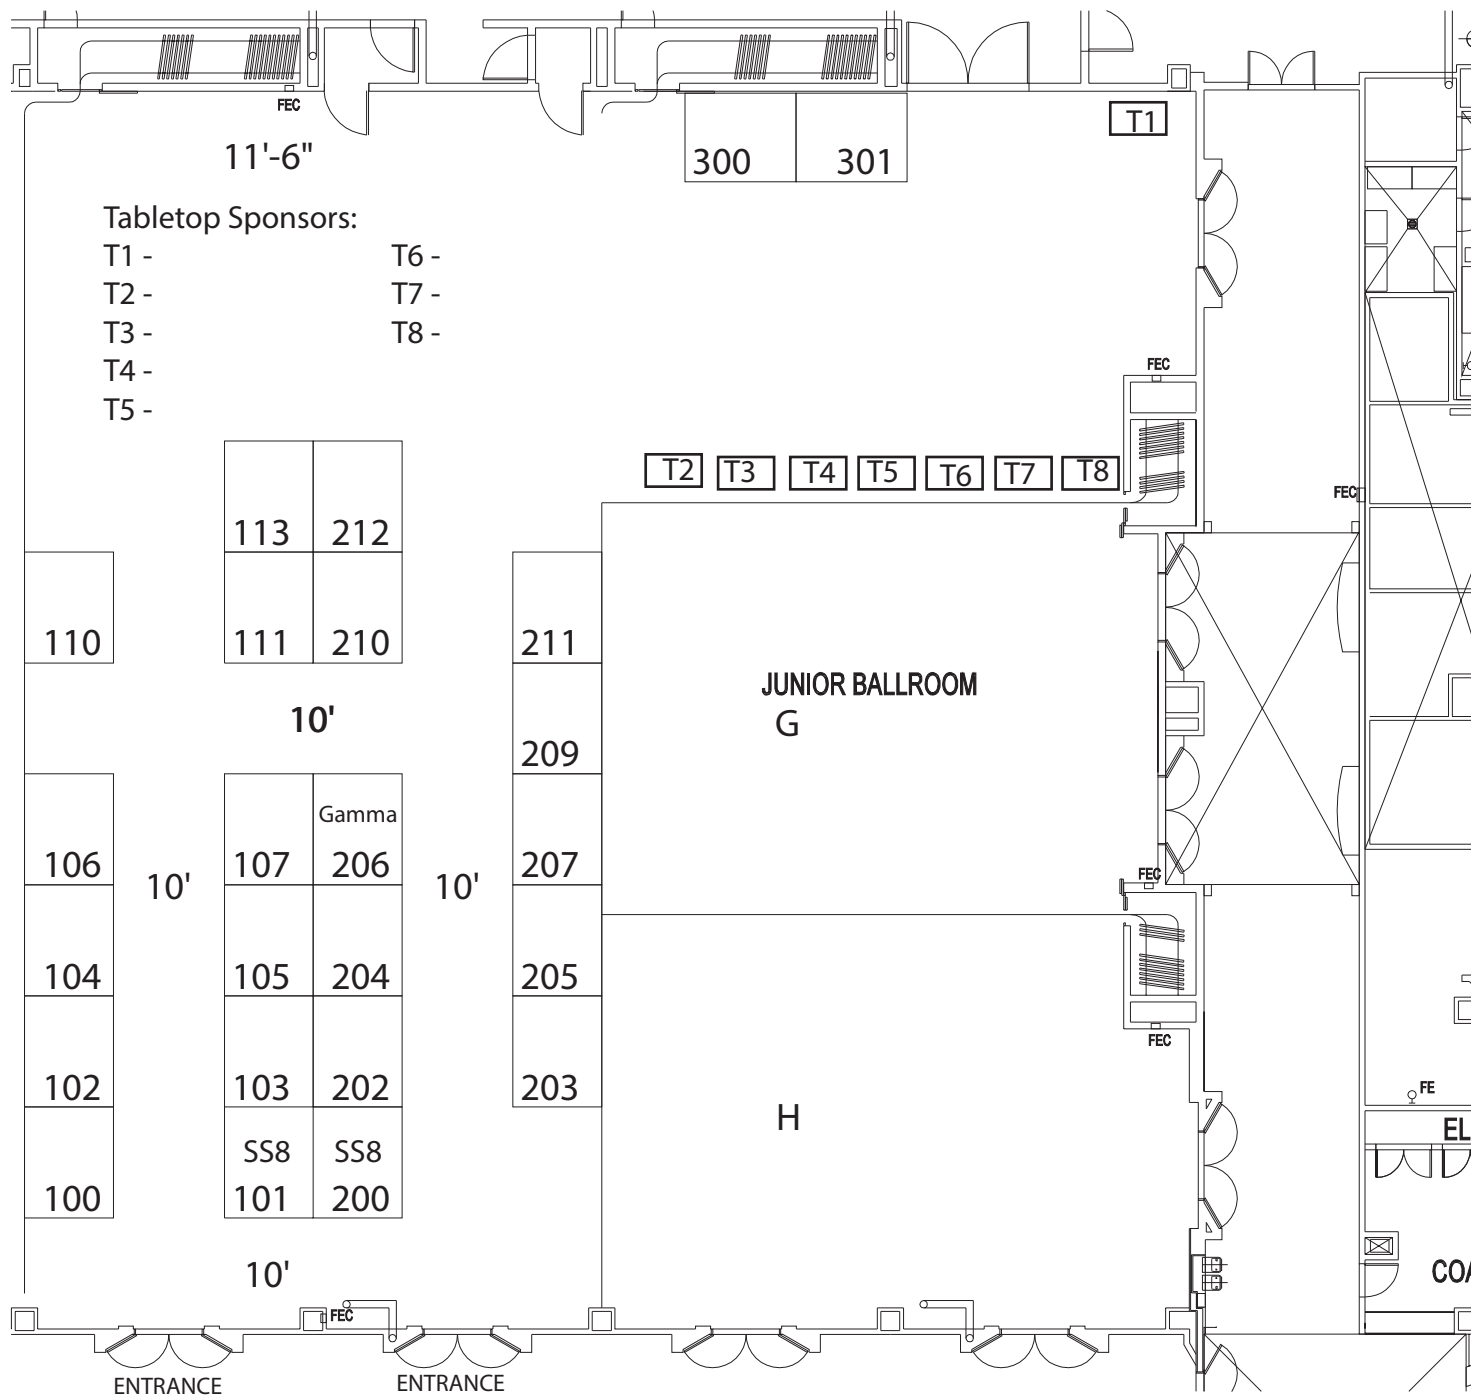 FEC
11'-6"
300
301
T1
Tabletop Sponsors:
T1 -
T6 -
T2 -
T7 -
T3 -
T8 -
T4 -
T5 -
FEC
T2
T3
T4
T5
T6
T7
T8
FEC
113
212
110
111
210
211
JUNIOR BALLROOM
G
10'
209
Gamma
106
107
206
207
10'
10'
FEC
104
105
204
205
FEC
102
103
202
203
FE
H
EL
SS8
SS8
100
101
200
10'
COA
FEC
ENTRANCE
ENTRANCE